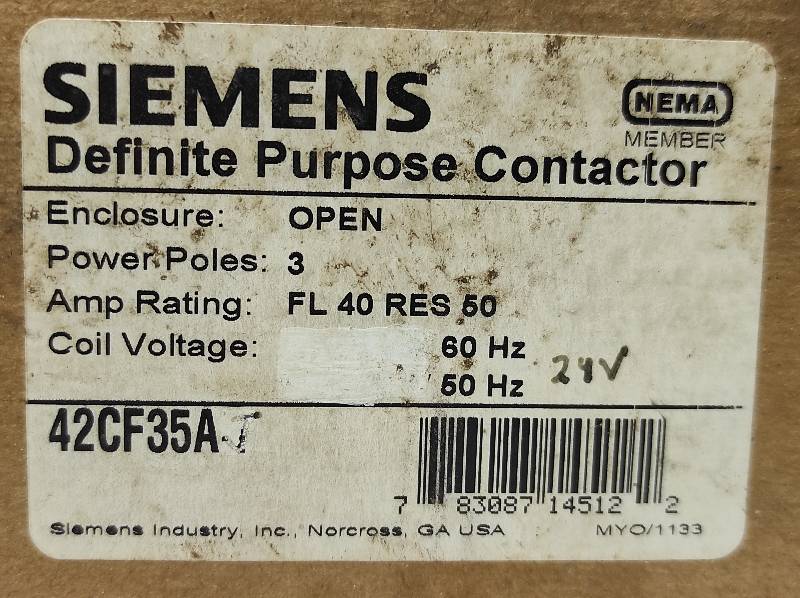 SIEMENS
NEMA
MEMBER
Definite Purpose Contactor
Enclosure: OPEN
Power Poles: 3
Amp Rating: FL 40 RES 50
Coil Voltage: 60 Hz
50 Hz 24V
42CF35A
7 83087 14512 2
Siemens Industry, Inc., Norcross, GA USA MYO/1133